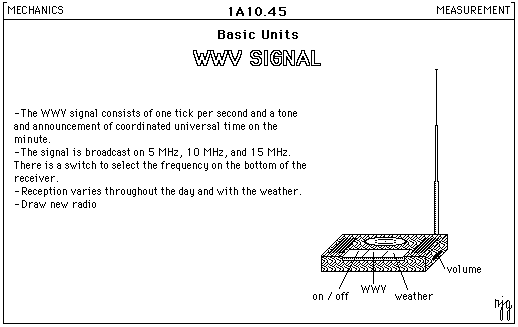 MECHANICS
1A10.45
MEASUREMENT
Basic Units
WWV SIGNAL
-The WWV signal consists of one tick per second and a tone
and announcement of coordinated universal time on the
minute.
-The signal is broadcast on 5 MHz, 10 MHz, and 15 MHz.
There is a switch to select the frequency on the bottom of the
receiver.
-Reception varies throughout the day and with the weather.
-Draw new radio
volume
on / off
WWV
weather